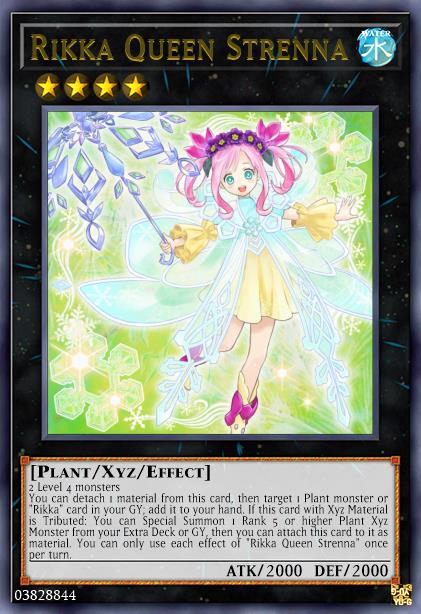 Rikka Queen Strenna
WATER
水
[Plant/Xyz/Effect]
2 Level 4 monsters
You can detach 1 material from this card, then target 1 Plant monster or
"Rikka" card in your GY; add it to your hand. If this card with Xyz Material
is Tributed: You can Special Summon 1 Rank 5 or higher Plant Xyz
Monster from your Extra Deck or GY, then you can attach this card to it as
material. You can only use each effect of "Rikka Queen Strenna" once
per turn.
ATK/2000 DEF/2000
03828844